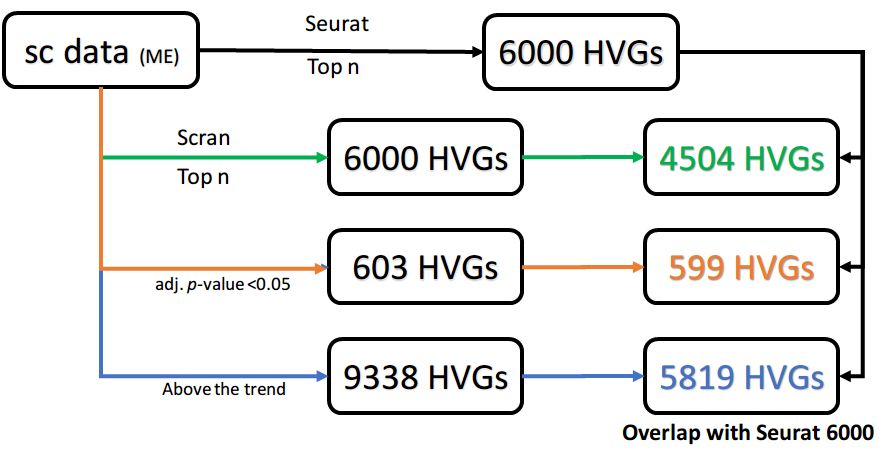 sc data (ME)
Seurat
Top n
6000 HVGs
Scran
Top n
6000 HVGs
4504 HVGs
adj. p-value <0.05
603 HVGs
599 HVGs
Above the trend
9338 HVGs
5819 HVGs
Overlap with Seurat 6000